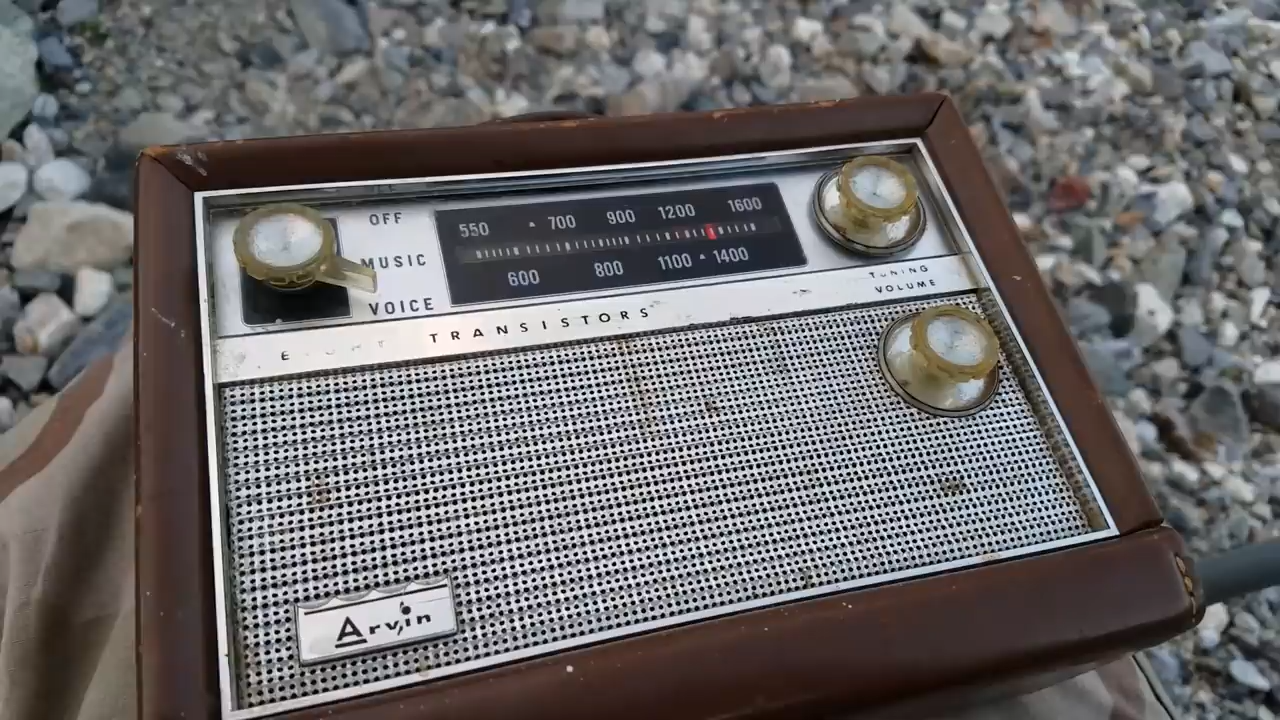 OFF
MUSIC
VOICE
550 700 900 1200 1600
600 800 1100 1400
TUNING
VOLUME
TRANSISTORS
Arvin